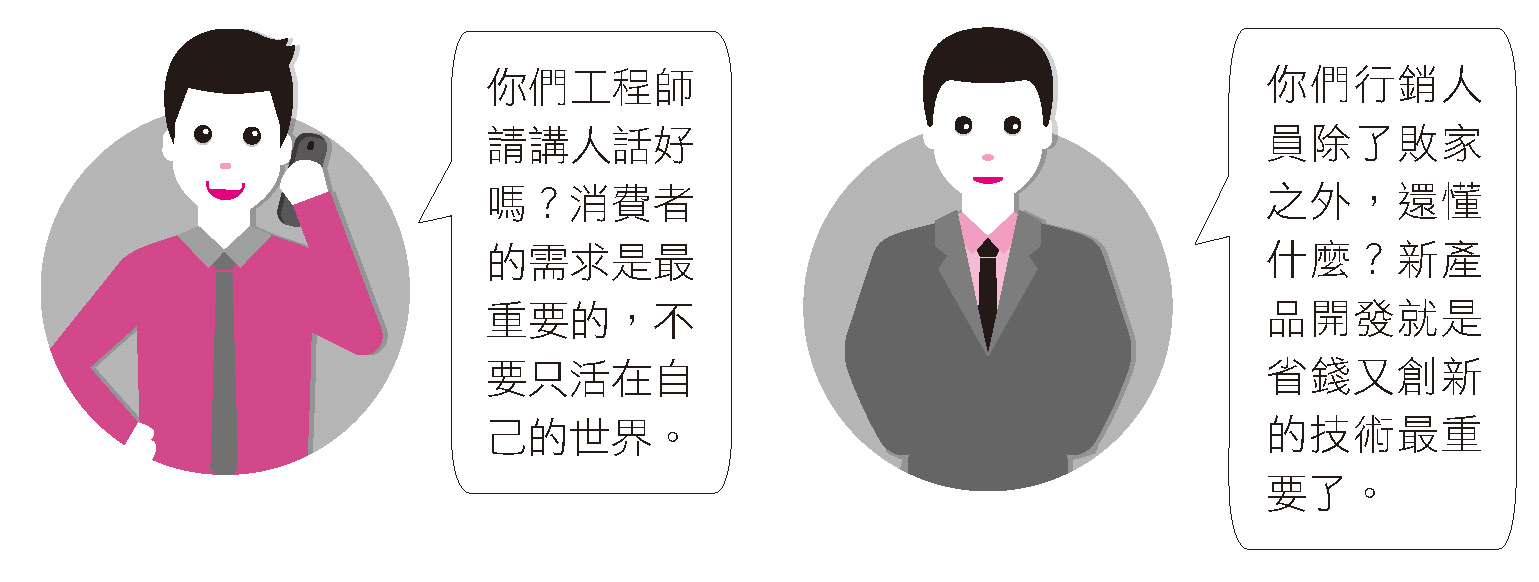 你們工程師
請講人話好
嗎？消費者
的需求是最
重要的，不
要只活在自
己的世界。
你們行銷人
員除了敗家
之外，還懂
什麼？新產
品開發就是
省錢又創新
的技術最重
要了。